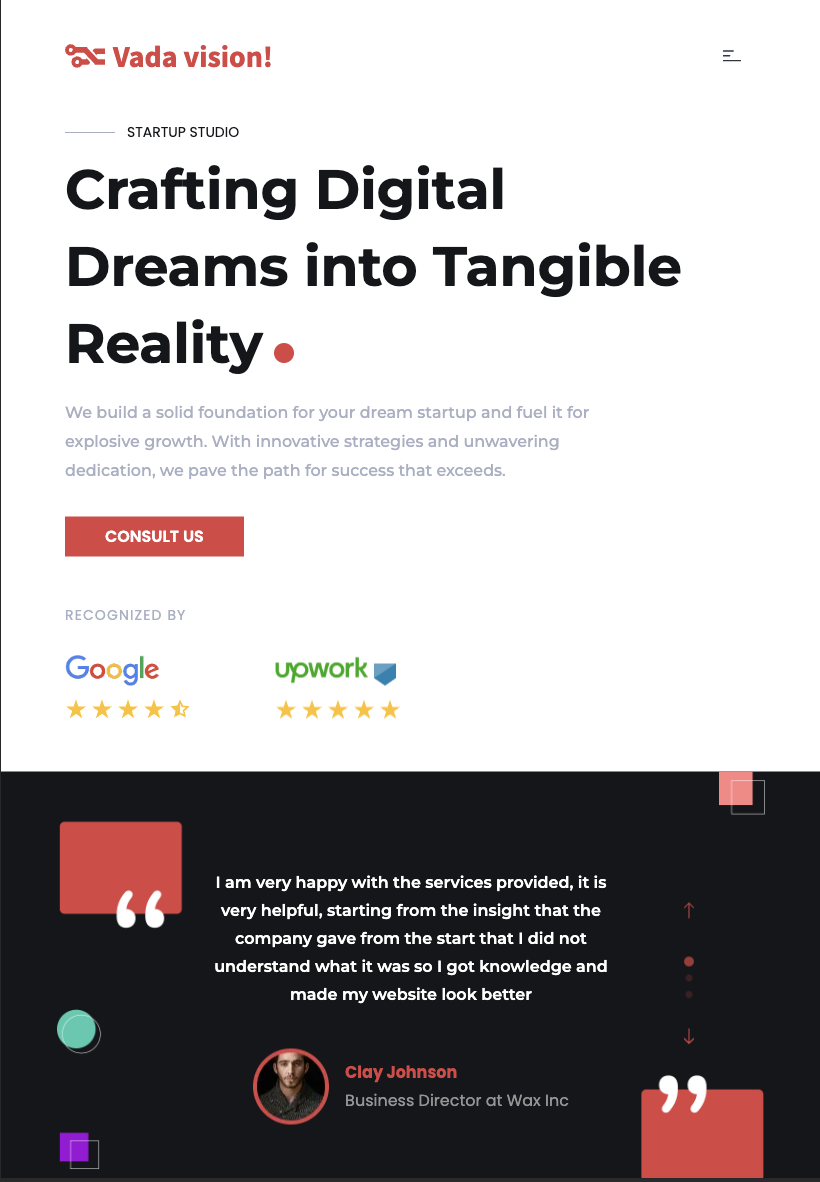 Vada vision!
STARTUP STUDIO
Crafting Digital
Dreams into Tangible
Reality
We build a solid foundation for your dream startup and fuel it for
explosive growth. With innovative strategies and unwavering
dedication, we pave the path for success that exceeds.
CONSULT US
RECOGNIZED BY
Google
upwork
“
I am very happy with the services provided, it is
very helpful, starting from the insight that the
company gave from the start that I did not
understand what it was so I got knowledge and
made my website look better
Clay Johnson
Business Director at Wax Inc
”